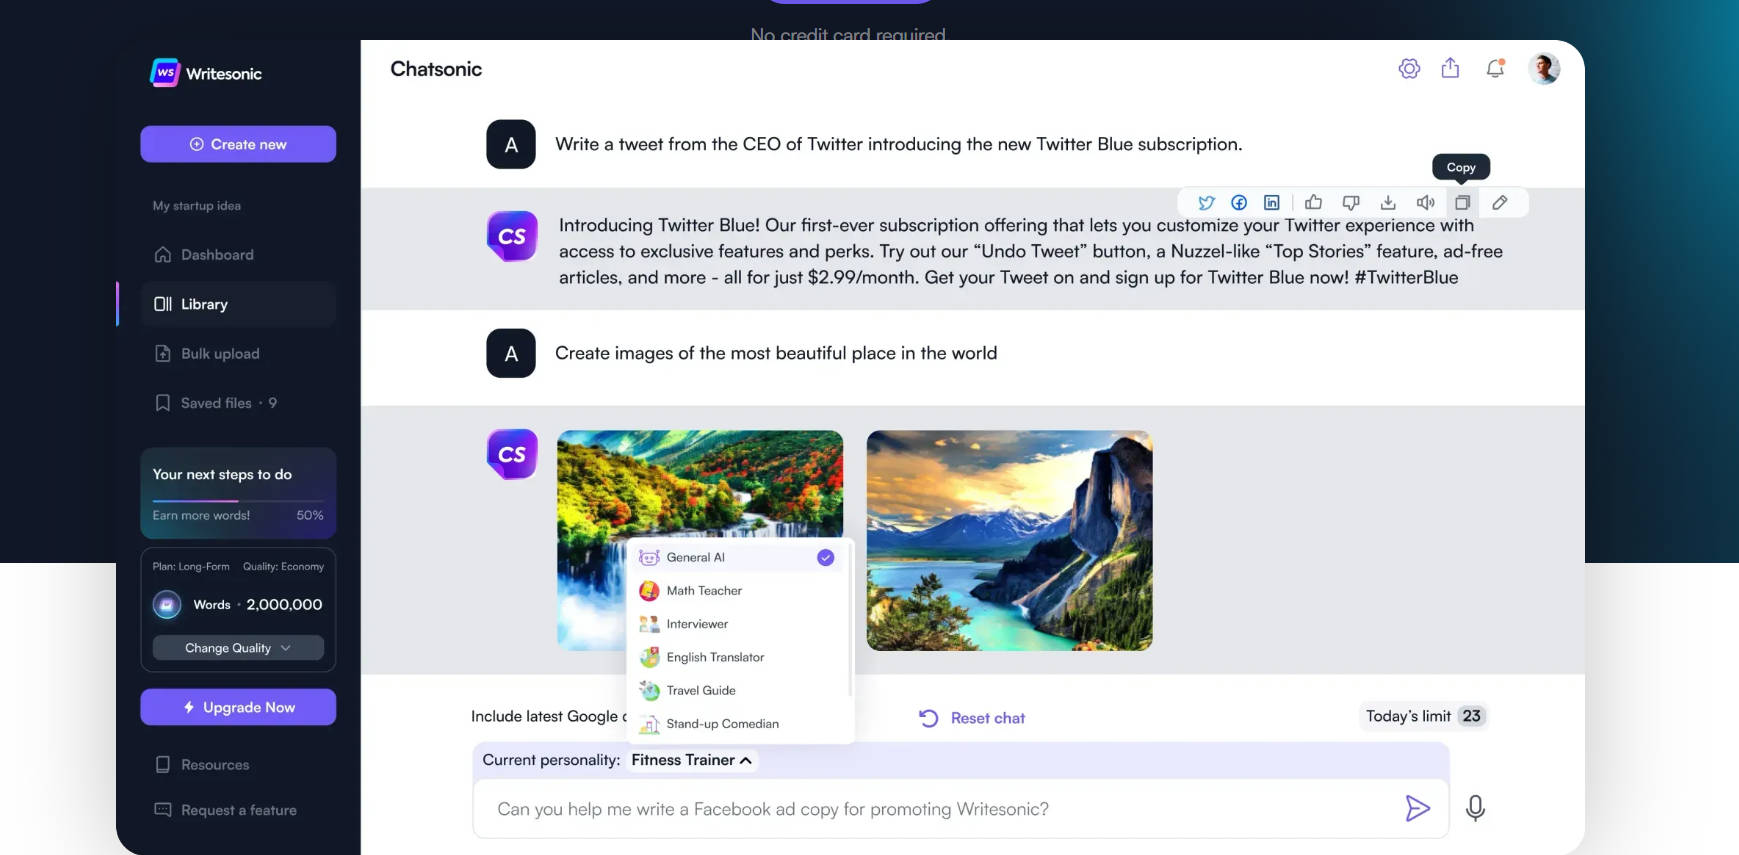 No credit card required
WS Writesonic
Create new
My startup idea
Dashboard
Library
Bulk upload
Saved files · 9
Your next steps to do
Earn more words! 50%
Plan: Long-Form Quality: Economy
Words · 2,000,000
Change Quality
Upgrade Now
Resources
Request a feature
Chatsonic
A
Write a tweet from the CEO of Twitter introducing the new Twitter Blue subscription.
Copy
CS
Introducing Twitter Blue! Our first-ever subscription offering that lets you customize your Twitter experience with
access to exclusive features and perks. Try out our “Undo Tweet” button, a Nuzzel-like “Top Stories” feature, ad-free
articles, and more - all for just $2.99/month. Get your Tweet on and sign up for Twitter Blue now! #TwitterBlue
A
Create images of the most beautiful place in the world
CS
General AI
Math Teacher
Interviewer
English Translator
Travel Guide
Stand-up Comedian
Include latest Google
Reset chat
Today’s limit 23
Current personality: Fitness Trainer
Can you help me write a Facebook ad copy for promoting Writesonic?